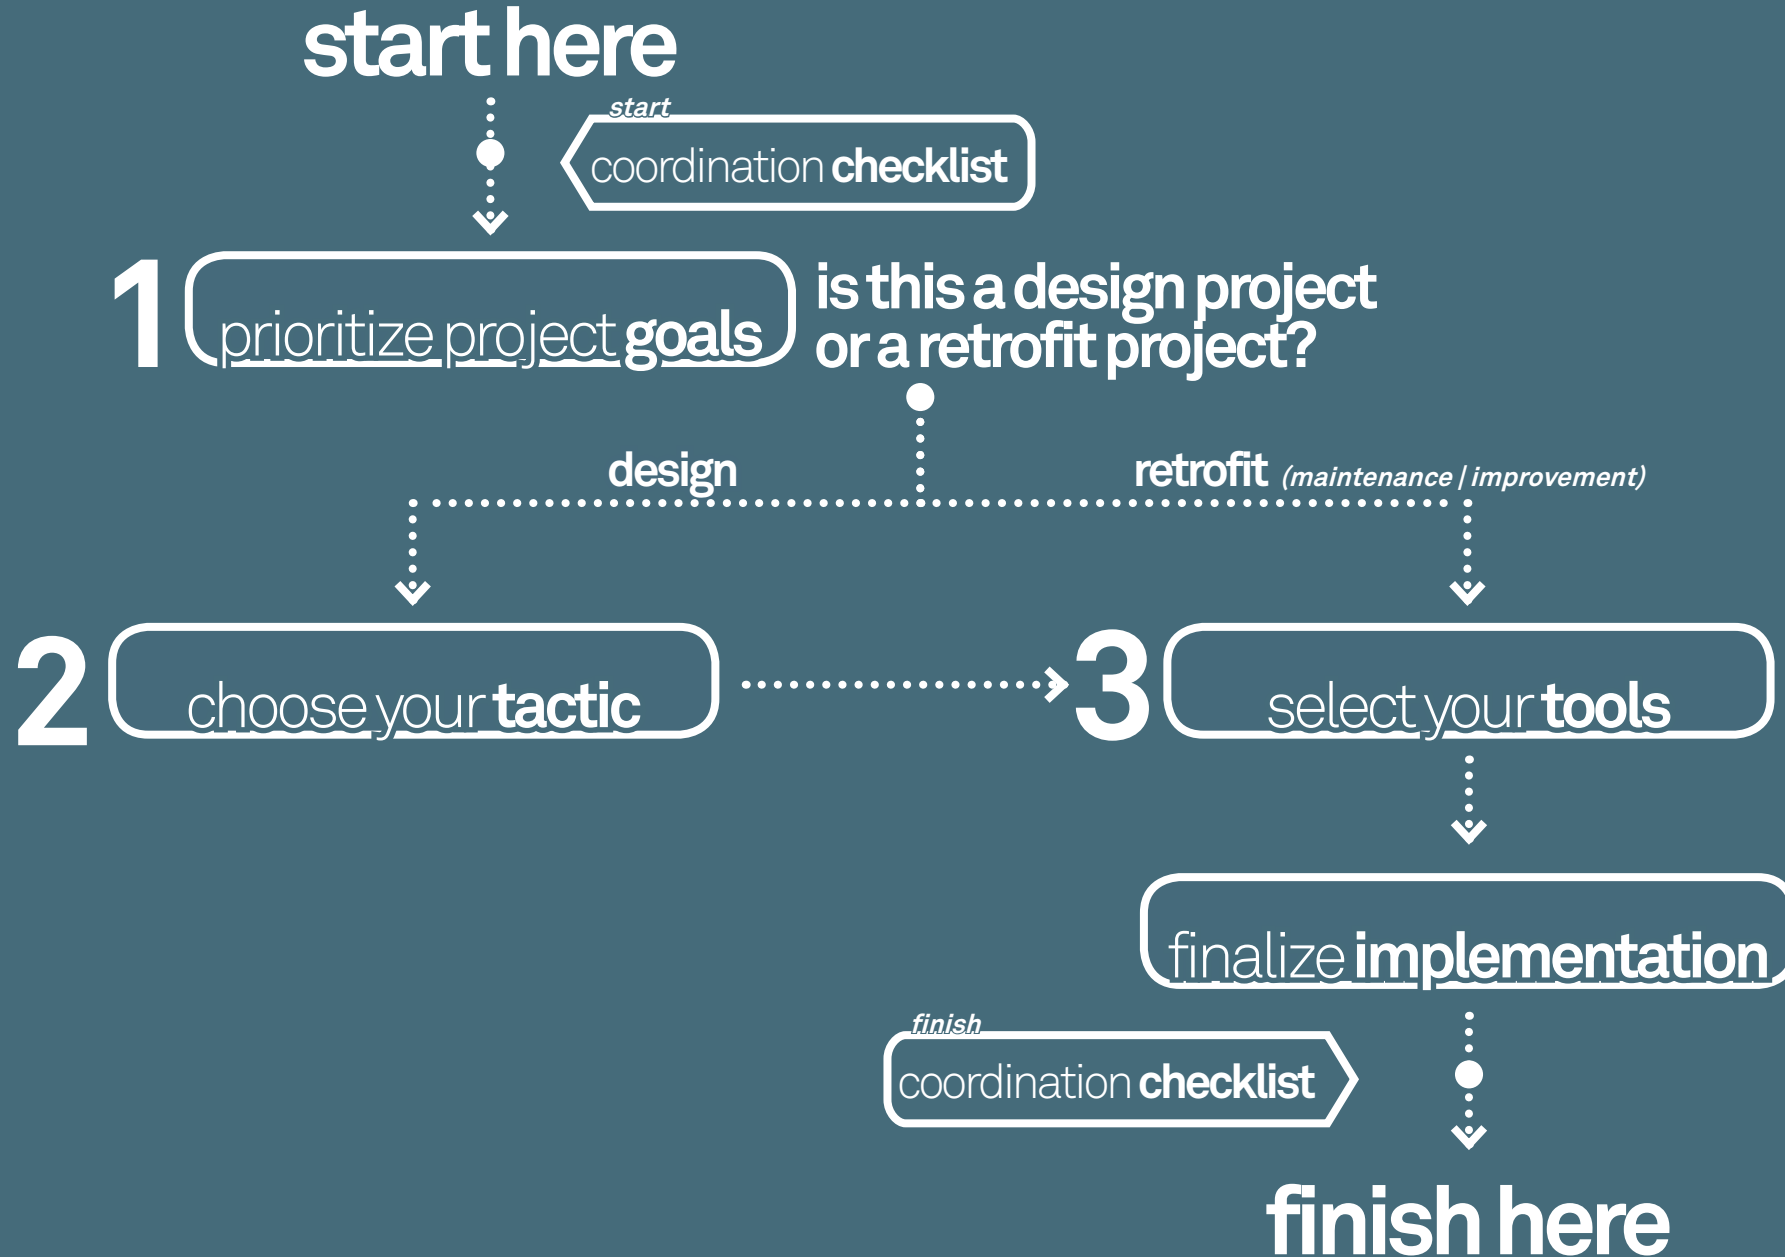 start here
start
coordination checklist
1
prioritize project goals
is this a design project
or a retrofit project?
design
retrofit (maintenance | improvement)
2
choose your tactic
3
select your tools
finalize implementation
finish
coordination checklist
finish here